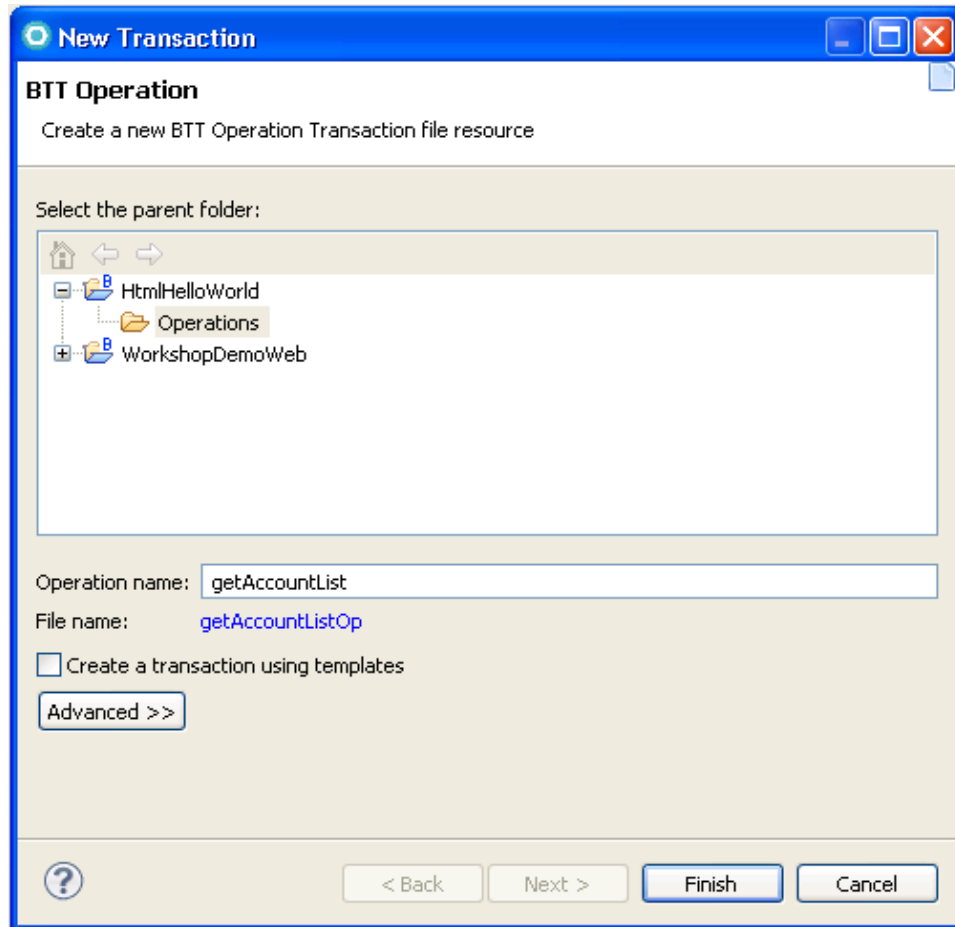 New Transaction
BTT Operation
Create a new BTT Operation Transaction file resource
Select the parent folder:
B HtmlHelloWorld
Operations
B WorkshopDemoWeb
Operation name: getAccountList
File name: getAccountListOp
Create a transaction using templates
Advanced >>
? < Back Next > Finish Cancel